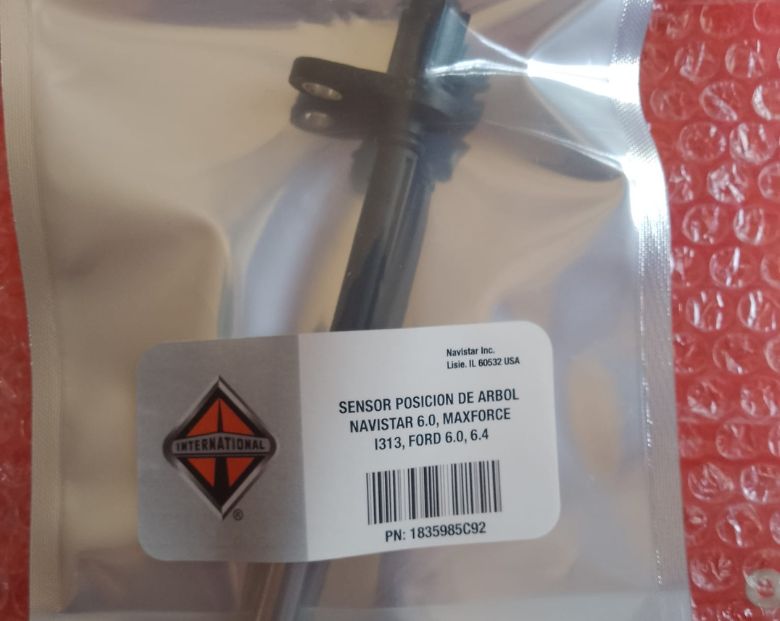 Navistar Inc.
Lisle. IL 60532 USA
SENSOR POSICION DE ARBOL
NAVISTAR 6.0, MAXFORCE
I313, FORD 6.0, 6.4
INTERNATIONAL
®
PN: 1835985C92